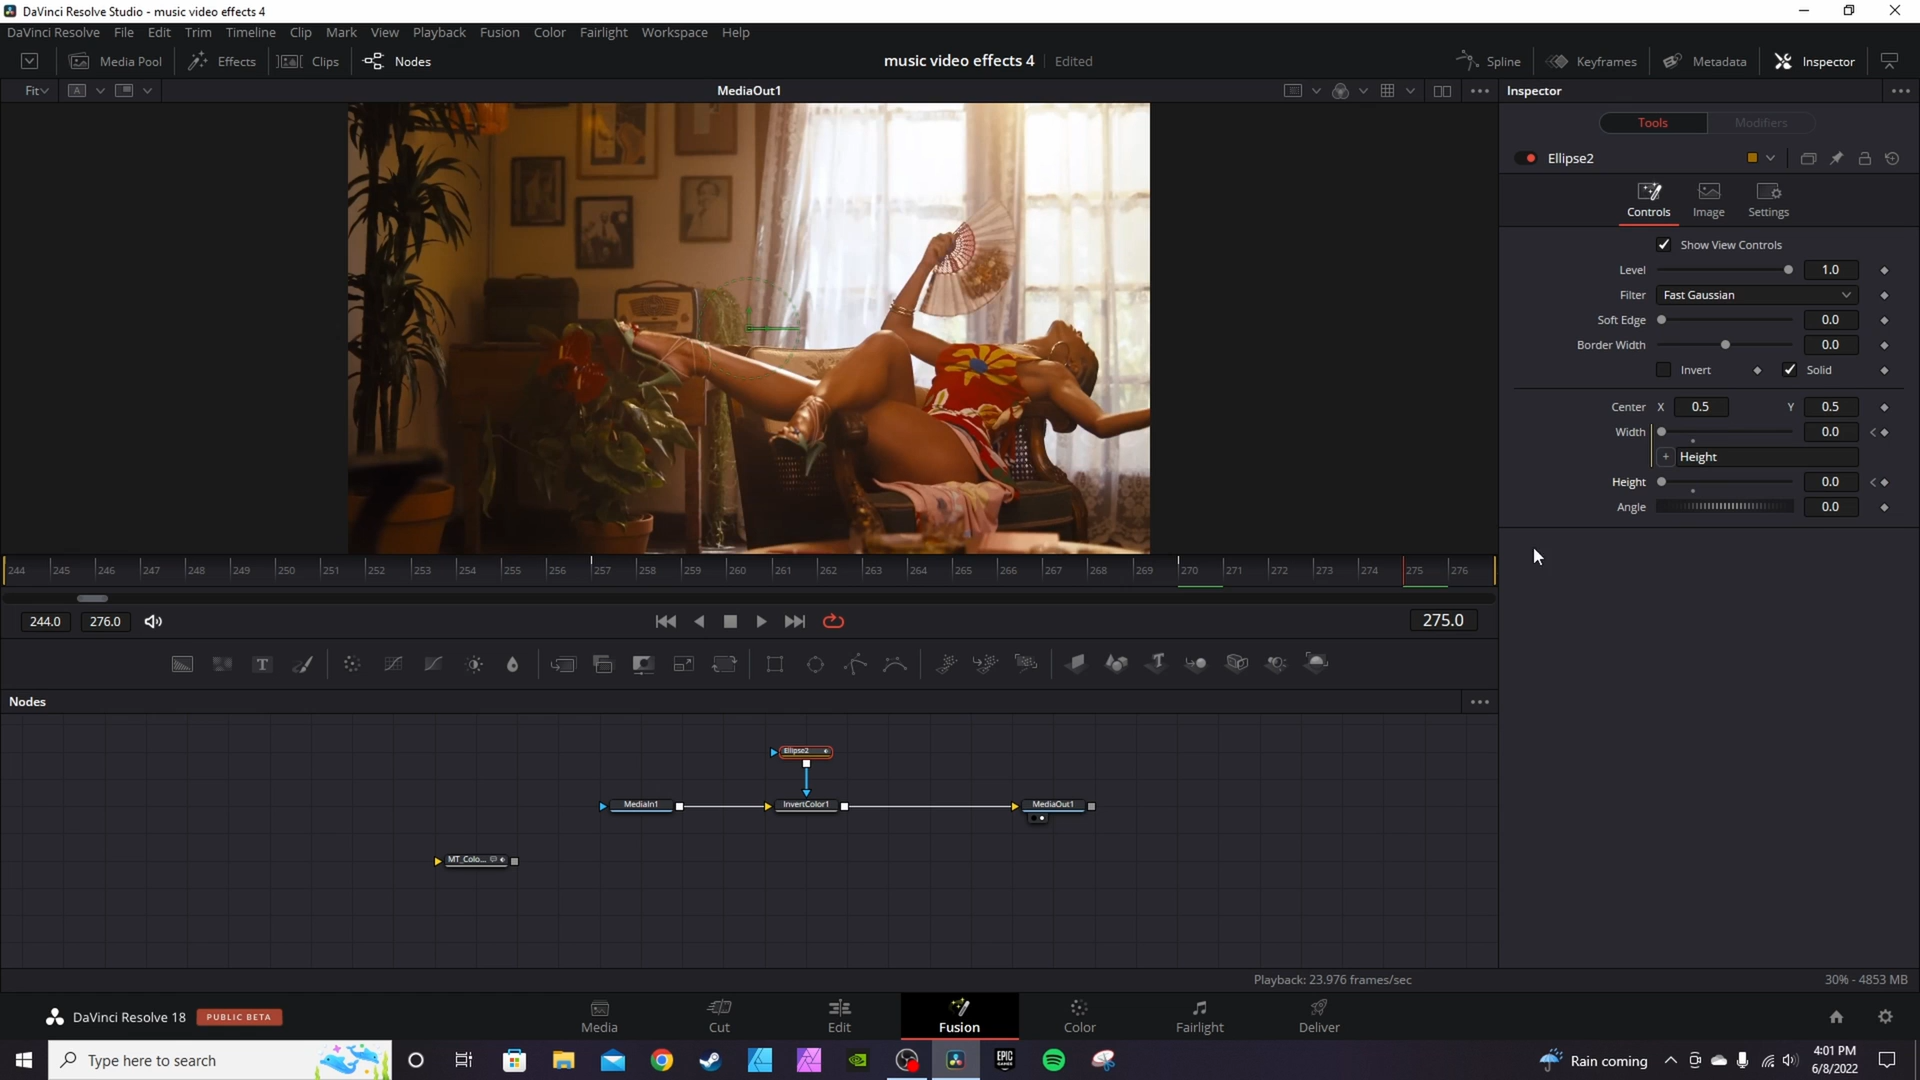 DaVinci Resolve Studio - music video effects 4
DaVinci Resolve File Edit Trim Timeline Clip Mark View Playback Fusion Color Fairlight Workspace Help
Media Pool Effects Clips Nodes music video effects 4 Edited Spline Keyframes Metadata Inspector
Fit A MediaOut1 Inspector
Tools Modifiers
Ellipse2
Controls Image Settings
Show View Controls
Level 1.0
Filter Fast Gaussian
Soft Edge 0.0
Border Width 0.0
Invert Solid
Center X 0.5 Y 0.5
Width 0.0
+ Height
Height 0.0
Angle 0.0
244 245 246 247 248 249 250 251 252 253 254 255 256 257 258 259 260 261 262 263 264 265 266 267 268 269 270 271 272 273 274 275 276
244.0 276.0 275.0
T
Nodes
Ellipse2
MediaIn1 InvertColor1 MediaOut1
MT_Colo...
Playback: 23.976 frames/sec 30% - 4853 MB
DaVinci Resolve 18 PUBLIC BETA Media Cut Edit Fusion Color Fairlight Deliver
Type here to search EPIC GAMES Rain coming 4:01 PM
6/8/2022